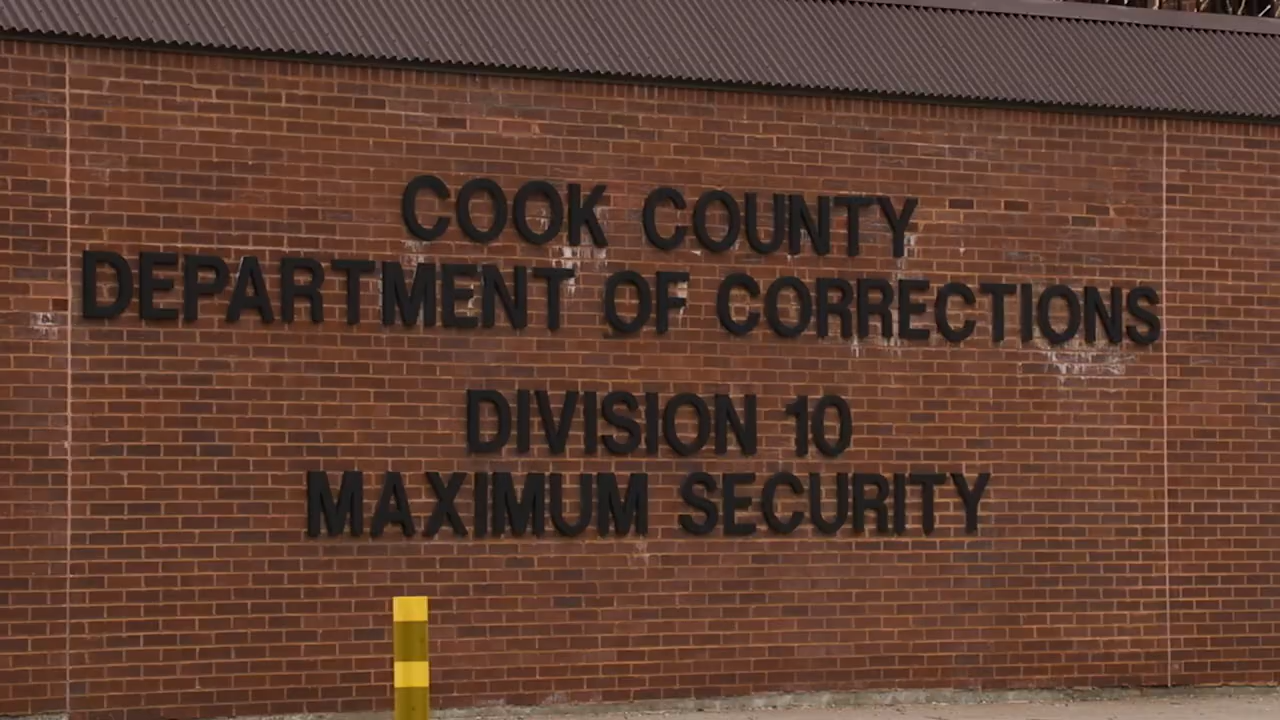 COOK COUNTY
DEPARTMENT OF CORRECTIONS
DIVISION 10
MAXIMUM SECURITY